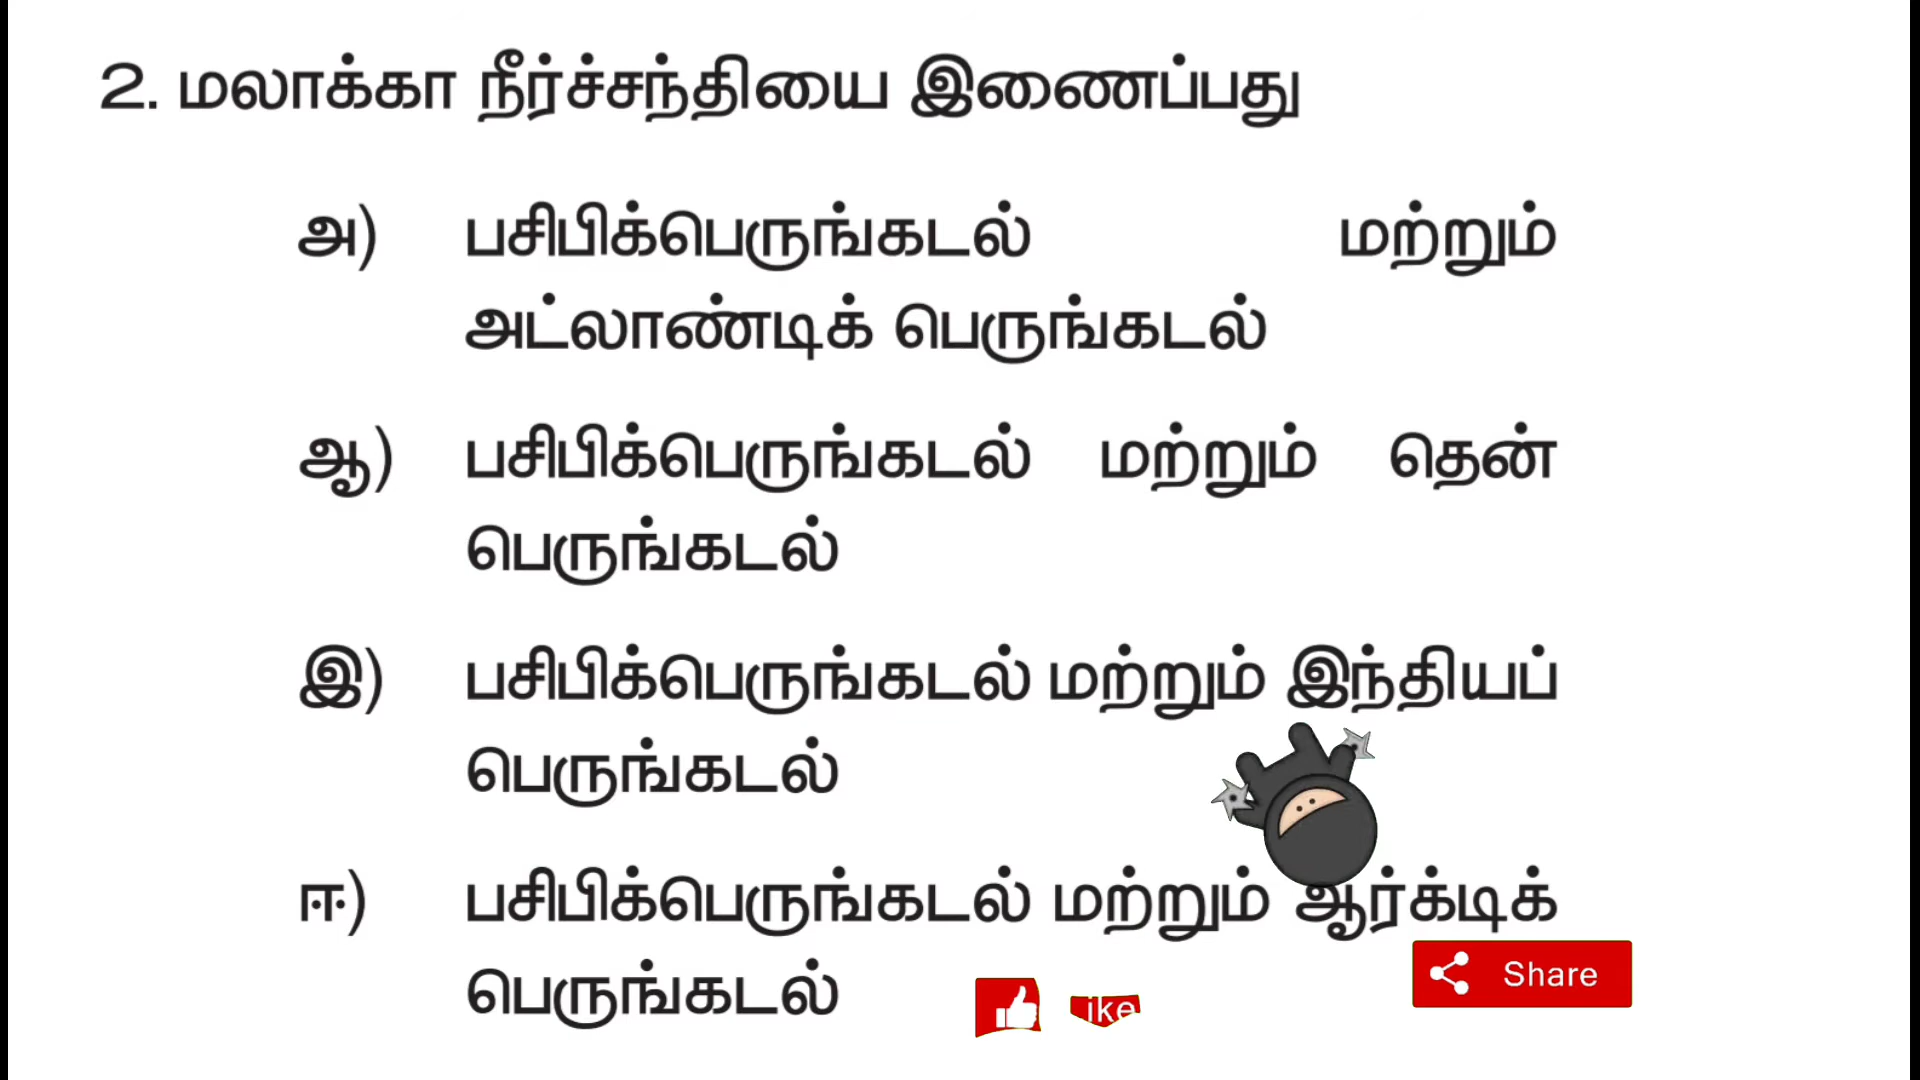 2. மலாக்கா நீர்ச்சந்தியை இணைப்பது
அ) பசிபிக்பெருங்கடல் மற்றும்
அட்லாண்டிக் பெருங்கடல்
ஆ) பசிபிக்பெருங்கடல் மற்றும் தென்
பெருங்கடல்
இ) பசிபிக்பெருங்கடல் மற்றும் இந்தியப்
பெருங்கடல்
ஈ) பசிபிக்பெருங்கடல் மற்றும் ஆர்க்டிக்
பெருங்கடல்
Share